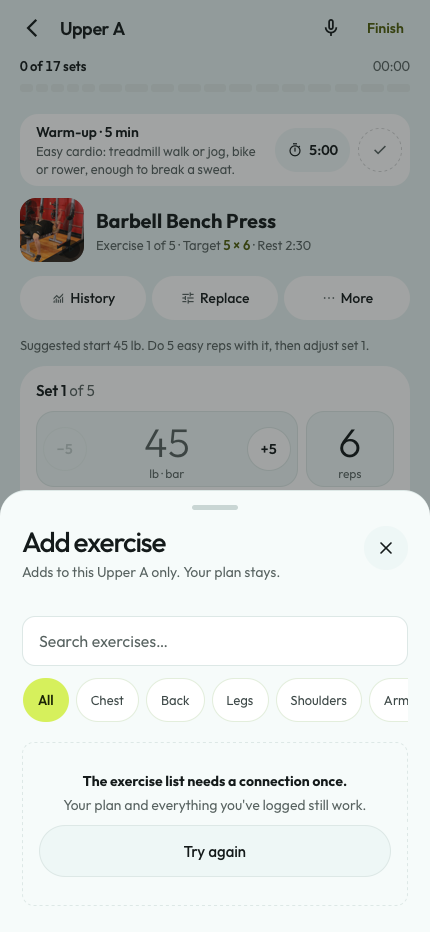 Upper A
Finish
0 of 17 sets
00:00
Warm-up · 5 min
Easy cardio: treadmill walk or jog, bike
or rower, enough to break a sweat.
5:00
Barbell Bench Press
Exercise 1 of 5 · Target 5 × 6 · Rest 2:30
History
Replace
More
Suggested start 45 lb. Do 5 easy reps with it, then adjust set 1.
Set 1 of 5
−5
45
lb · bar
+5
6
reps
Add exercise
Adds to this Upper A only. Your plan stays.
Search exercises…
All
Chest
Back
Legs
Shoulders
Arm
The exercise list needs a connection once.
Your plan and everything you've logged still work.
Try again